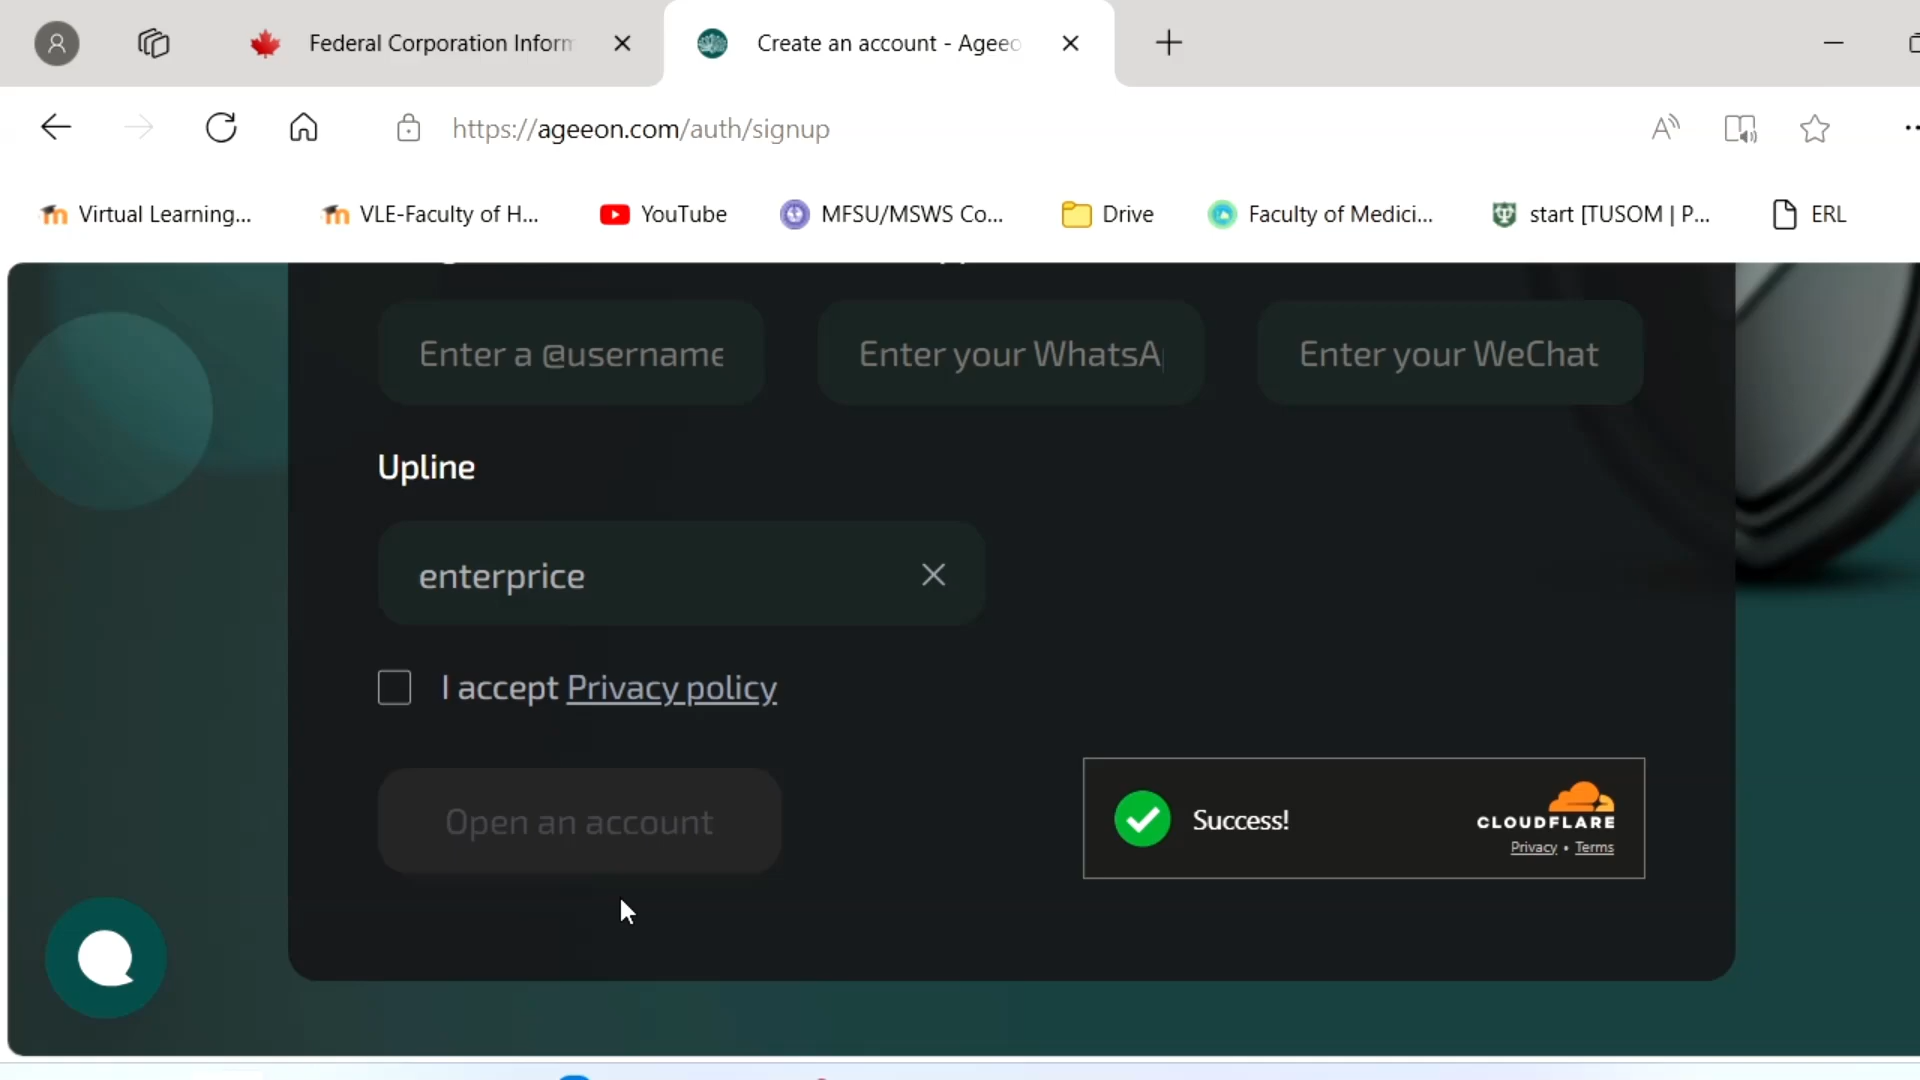 Federal Corporation Inform
Create an account - Ageeo
https://ageeon.com/auth/signup
Virtual Learning...
VLE-Faculty of H...
YouTube
MFSU/MSWS Co...
Drive
Faculty of Medici...
start [TUSOM | P...
ERL
Enter a @username
Enter your WhatsAp
Enter your WeChat
Upline
enterprice
I accept Privacy policy
Open an account
Success!
CLOUDFLARE
Privacy • Terms